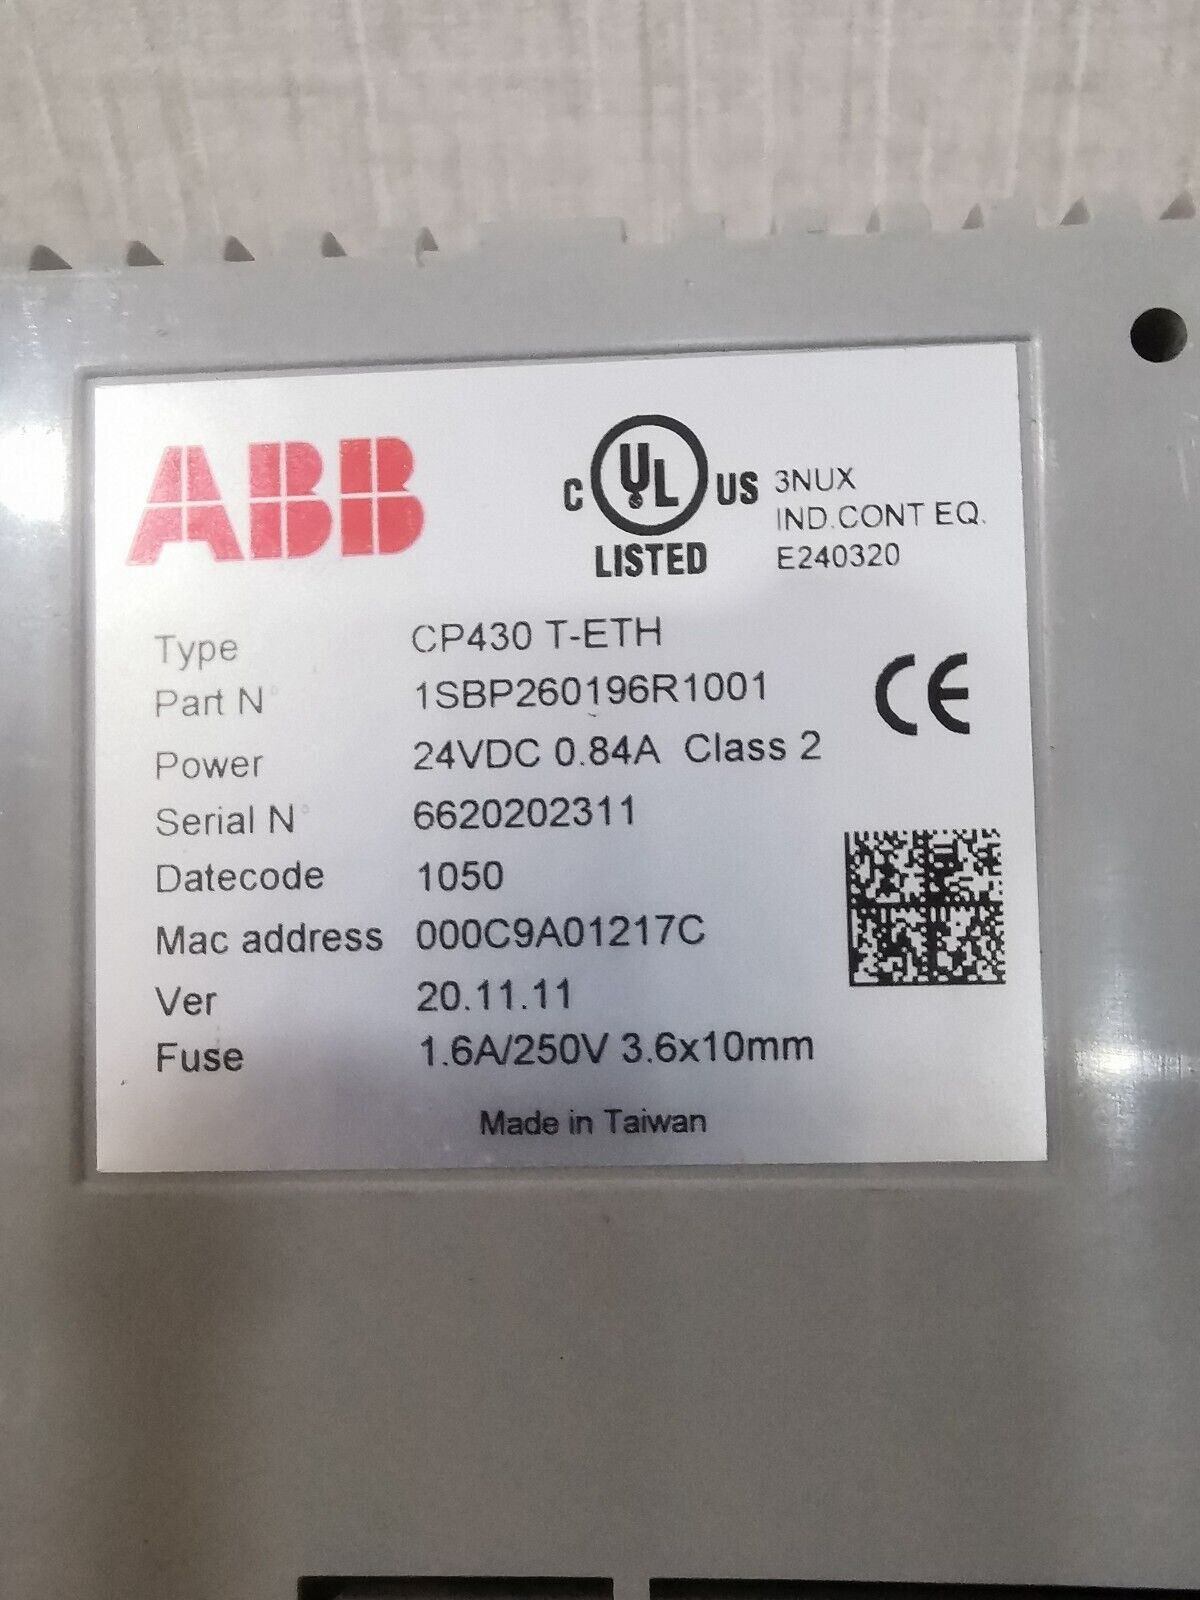 ABB
C UL US
LISTED
3NUX
IND.CONT EQ.
E240320
Type CP430 T-ETH
Part N° 1SBP260196R1001
Power 24VDC 0.84A Class 2
CE
Serial N° 6620202311
Datecode 1050
Mac address 000C9A01217C
Ver 20.11.11
Fuse 1.6A/250V 3.6x10mm
Made in Taiwan